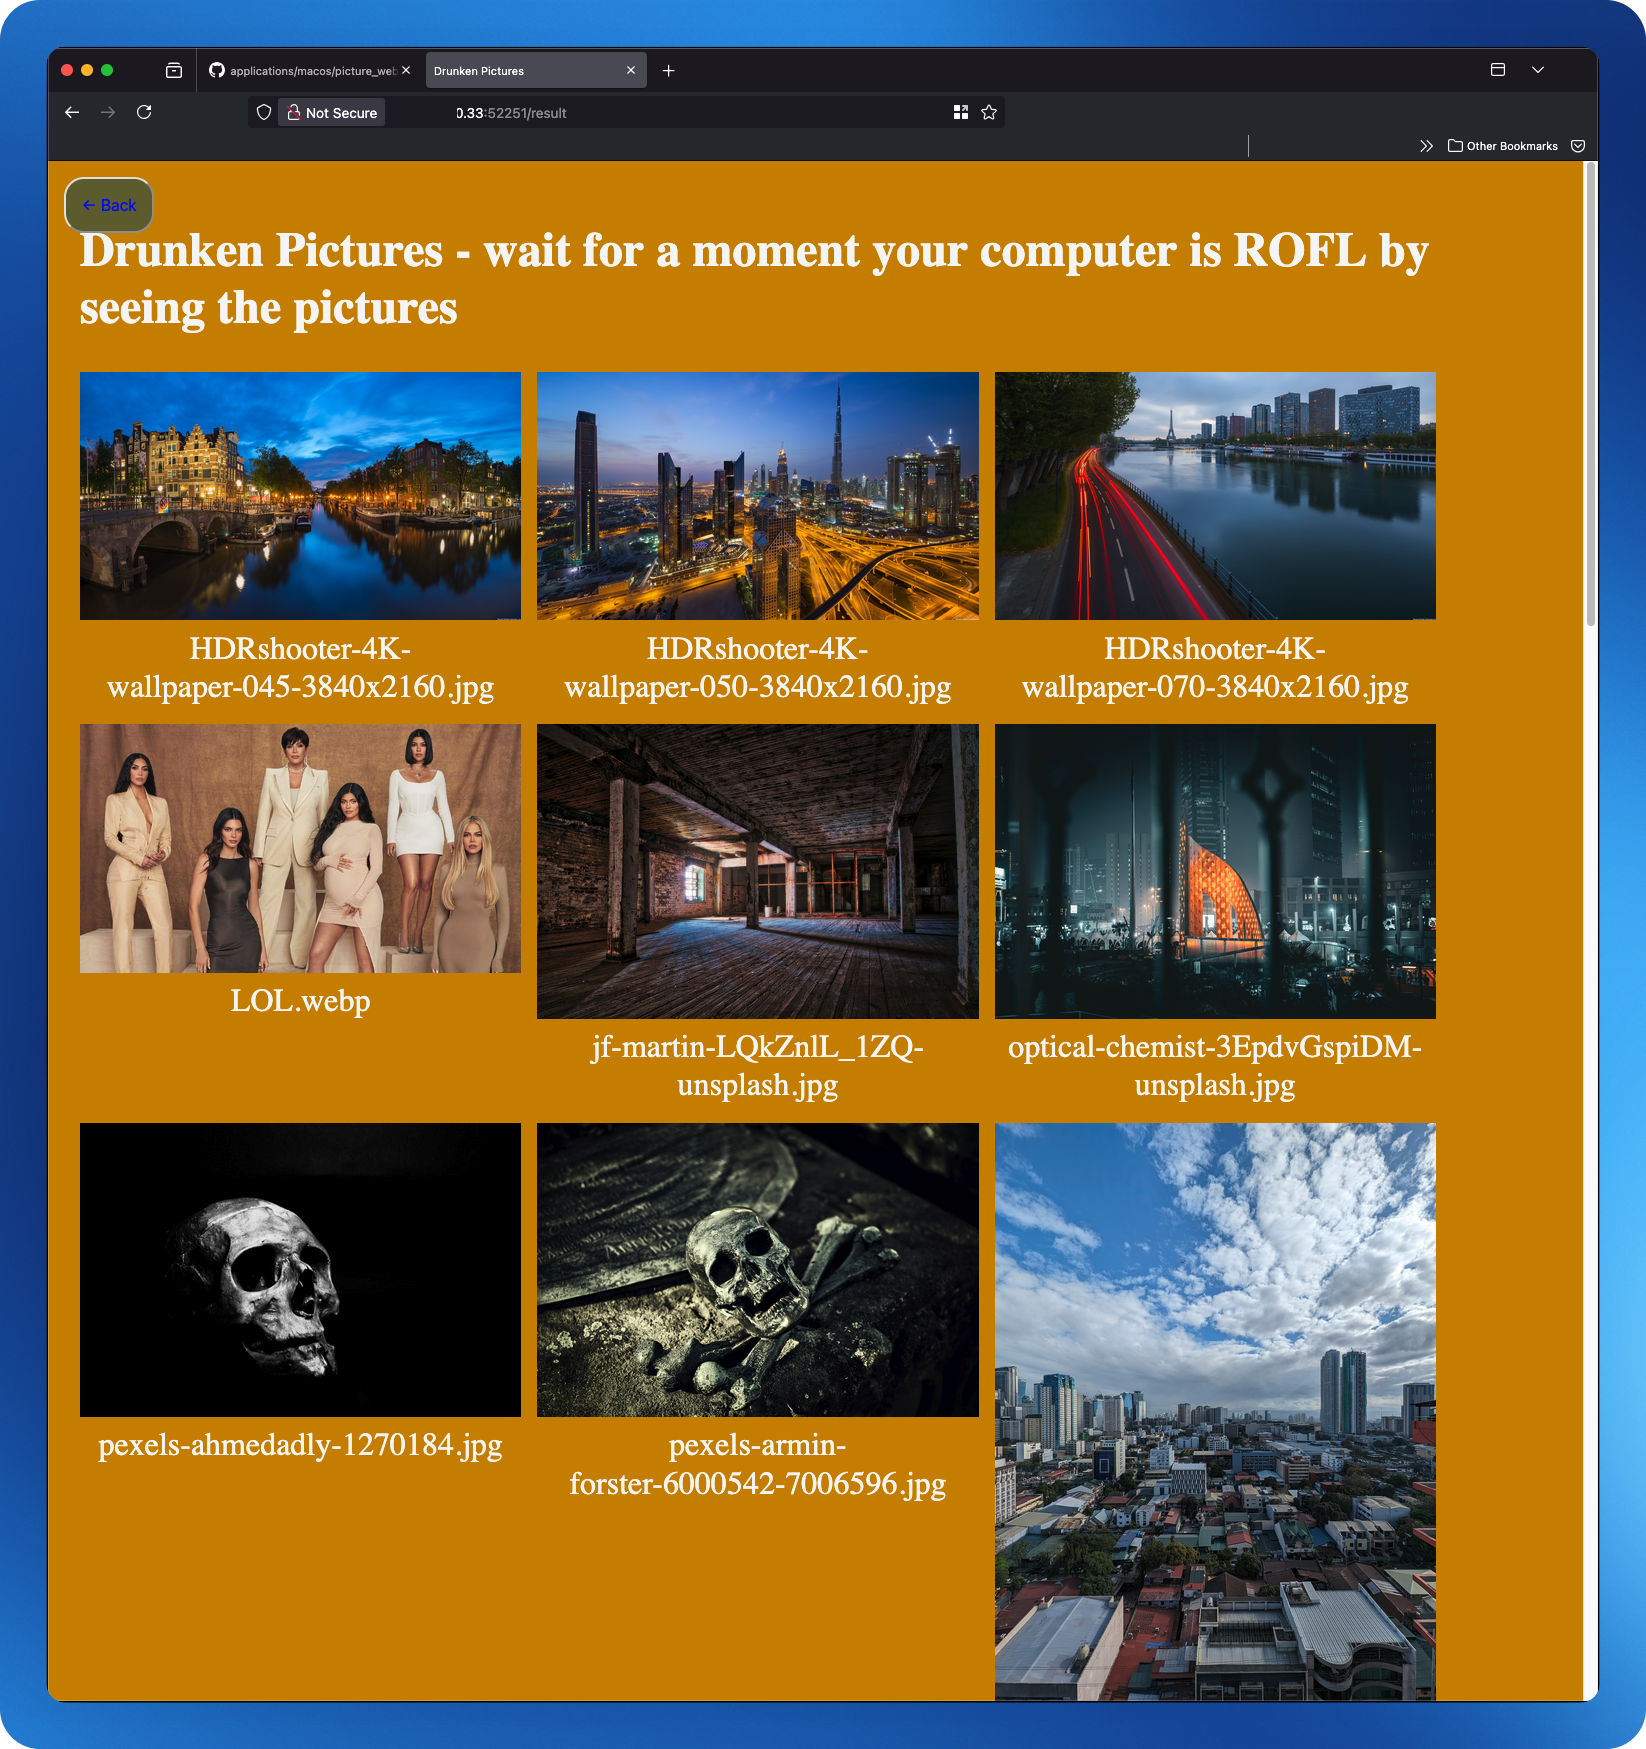 applications/macos/picture_web
Drunken Pictures
Not Secure
0.33:52251/result
Other Bookmarks
← Back
Drunken Pictures - wait for a moment your computer is ROFL by
seeing the pictures
HDRshooter-4K-
wallpaper-045-3840x2160.jpg
HDRshooter-4K-
wallpaper-050-3840x2160.jpg
HDRshooter-4K-
wallpaper-070-3840x2160.jpg
LOL.webp
jf-martin-LQkZnlL_1ZQ-
unsplash.jpg
optical-chemist-3EpdvGspiDM-
unsplash.jpg
pexels-ahmedadly-1270184.jpg
pexels-armin-
forster-6000542-7006596.jpg